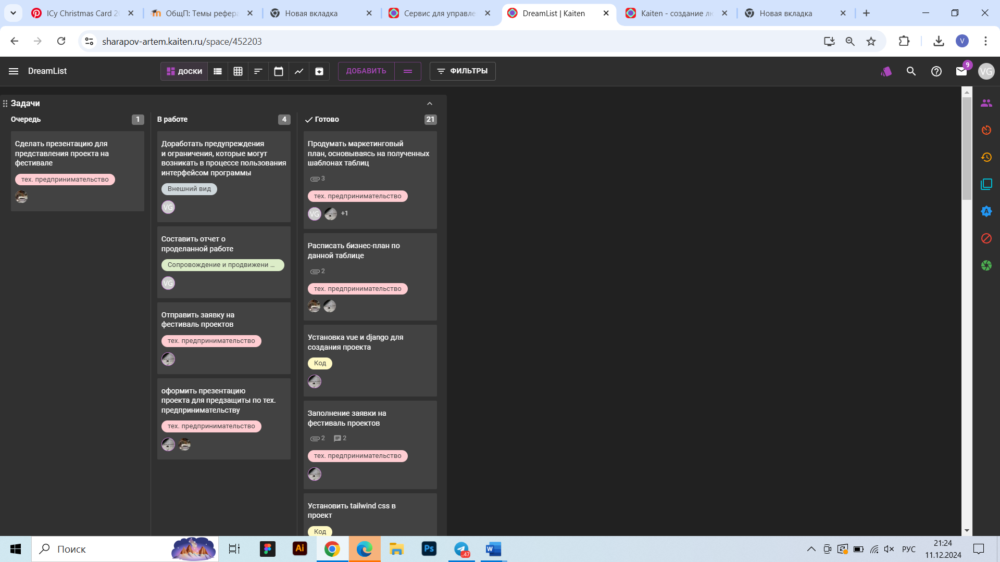 ICy Christmas Card 20
ОбщП: Темы рефера
Новая вкладка
Сервис для управле
DreamList | Kaiten
Kaiten - создание лю
Новая вкладка
sharapov-artem.kaiten.ru/space/452203
V
DreamList
ДОСКИ
ДОБАВИТЬ
ФИЛЬТРЫ
9
VG
Задачи
Очередь 1
Сделать презентацию для
представления проекта на
фестивале
тех. предпринимательство
В работе 4
Доработать предупреждения
и ограничения, которые могут
возникать в процессе пользования
интерфейсом программы
Внешний вид
VG
Составить отчет о
проделанной работе
Сопровождение и продвижени ...
VG
Отправить заявку на
фестиваль проектов
тех. предпринимательство
оформить презентацию
проекта для предзащиты по тех.
предпринимательству
тех. предпринимательство
Готово 21
Продумать маркетинговый
план, основываясь на полученных
шаблонах таблиц
3
тех. предпринимательство
VG +1
Расписать бизнес-план по
данной таблице
2
тех. предпринимательство
Установка vue и django для
создания проекта
Код
Заполнение заявки на
фестиваль проектов
2 2
тех. предпринимательство
Установить tailwind css в
проект
Код
A
Поиск
Ai
Ps
..47
W
РУС
21:24
11.12.2024